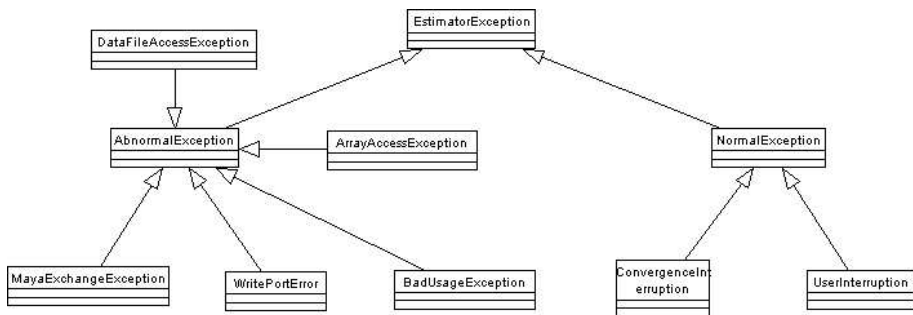 EstimatorException
DataFileAccessException
AbnormalException
ArrayAccessException
NormalException
MayaExchangeException
WritePortError
BadUsageException
ConvergenceInt
erruption
UserInterruption